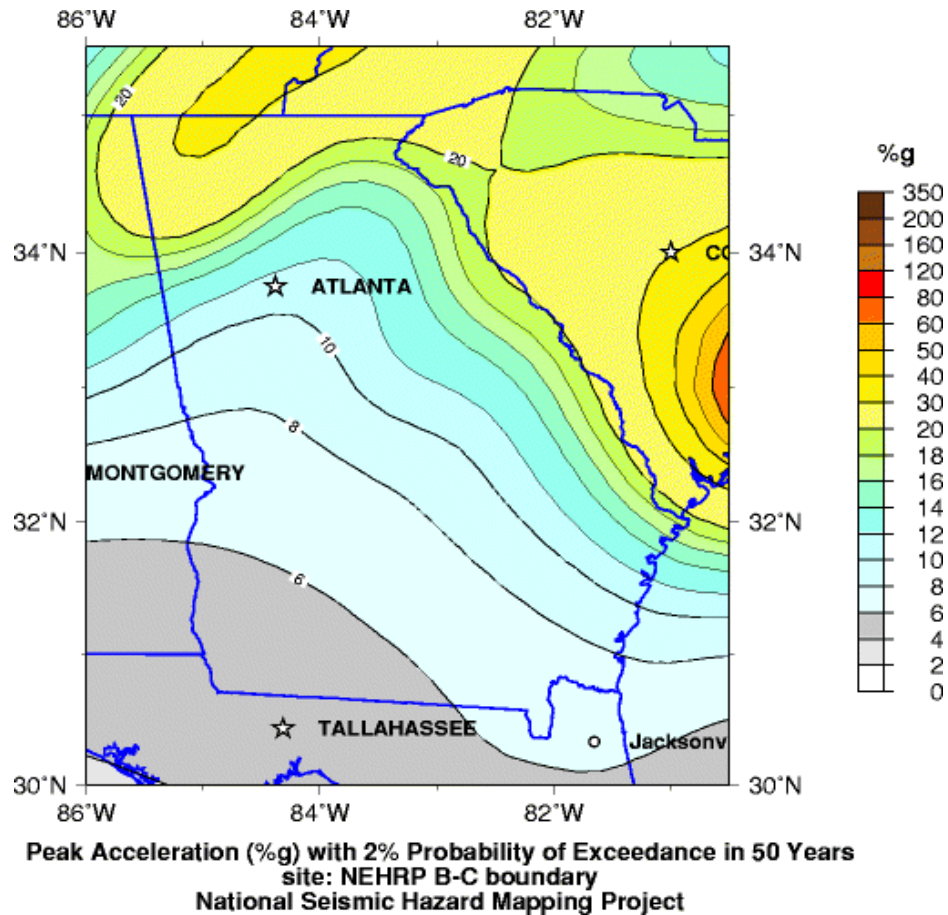 86˚W 84˚W 82˚W
20
20
%g
350
200
34˚N 34˚N
CO
160
ATLANTA
120
80
60
10
50
40
30
8
20
MONTGOMERY
18
16
32˚N 32˚N
14
12
6
10
8
6
4
2
TALLAHASSEE
0
Jacksonv
30˚N 30˚N
86˚W 84˚W 82˚W
Peak Acceleration (%g) with 2% Probability of Exceedance in 50 Years
site: NEHRP B-C boundary
National Seismic Hazard Mapping Project